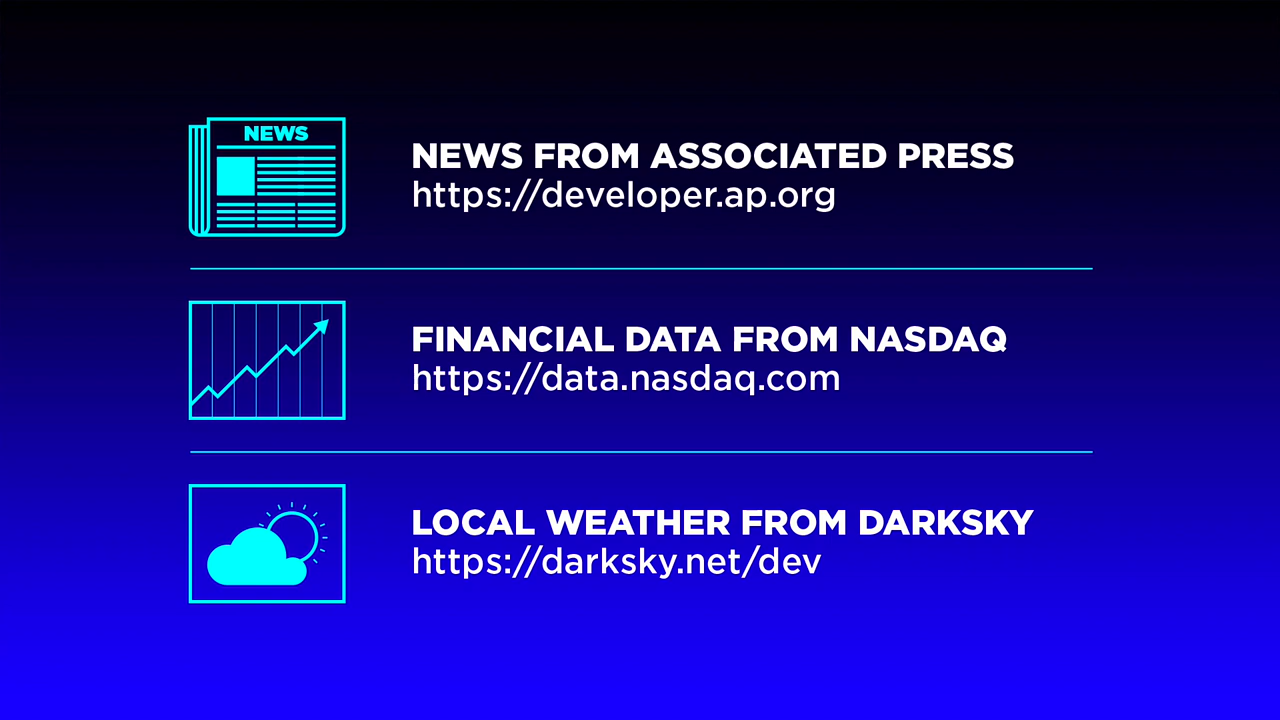 NEWS
NEWS FROM ASSOCIATED PRESS
https://developer.ap.org
FINANCIAL DATA FROM NASDAQ
https://data.nasdaq.com
LOCAL WEATHER FROM DARKSKY
https://darksky.net/dev